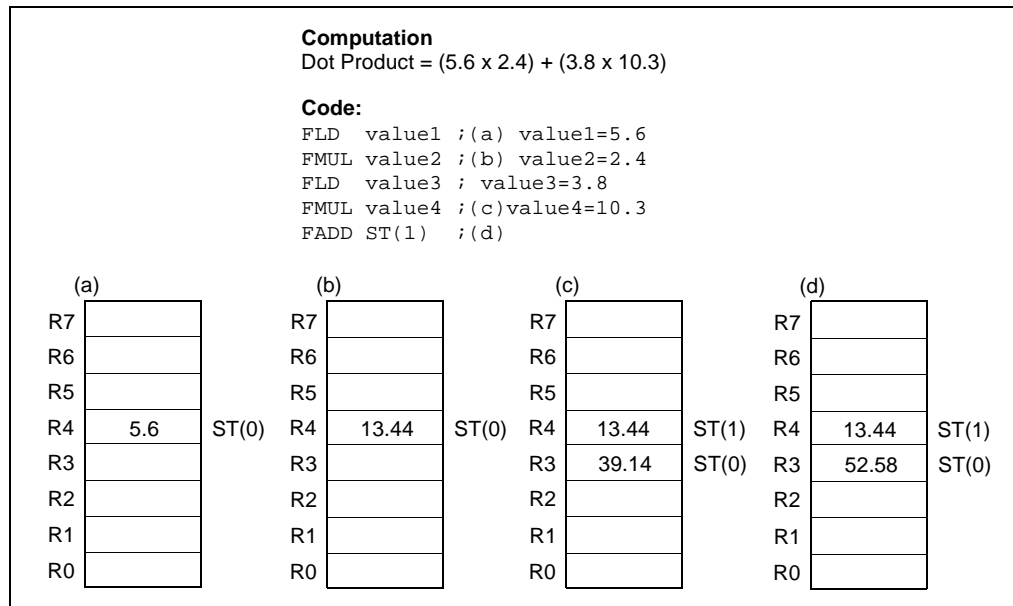 Computation
Dot Product = (5.6 x 2.4) + (3.8 x 10.3)
Code:
FLD value1 ;(a) value1=5.6
FMUL value2 ;(b) value2=2.4
FLD value3 ; value3=3.8
FMUL value4 ;(c)value4=10.3
FADD ST(1) ;(d)
(a)
R7
R6
R5
R4 5.6 ST(0)
R3
R2
R1
R0
(b)
R7
R6
R5
R4 13.44 ST(0)
R3
R2
R1
R0
(c)
R7
R6
R5
R4 13.44 ST(1)
R3 39.14 ST(0)
R2
R1
R0
(d)
R7
R6
R5
R4 13.44 ST(1)
R3 52.58 ST(0)
R2
R1
R0